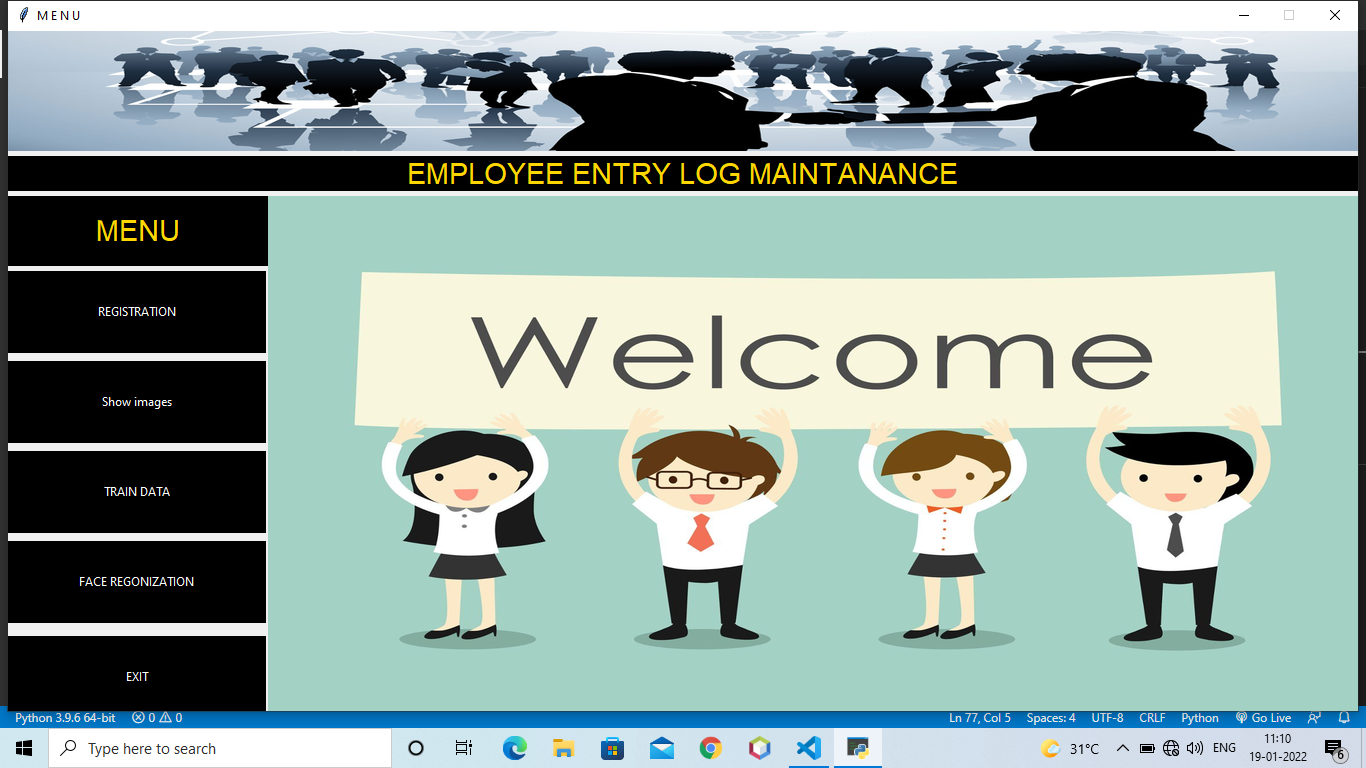 M E N U
EMPLOYEE ENTRY LOG MAINTANANCE
MENU
REGISTRATION
Show images
TRAIN DATA
FACE REGONIZATION
EXIT
Welcome
Python 3.9.6 64-bit 0 0 Ln 77, Col 5 Spaces: 4 UTF-8 CRLF Python Go Live
Type here to search 31°C ENG 11:10
19-01-2022 6